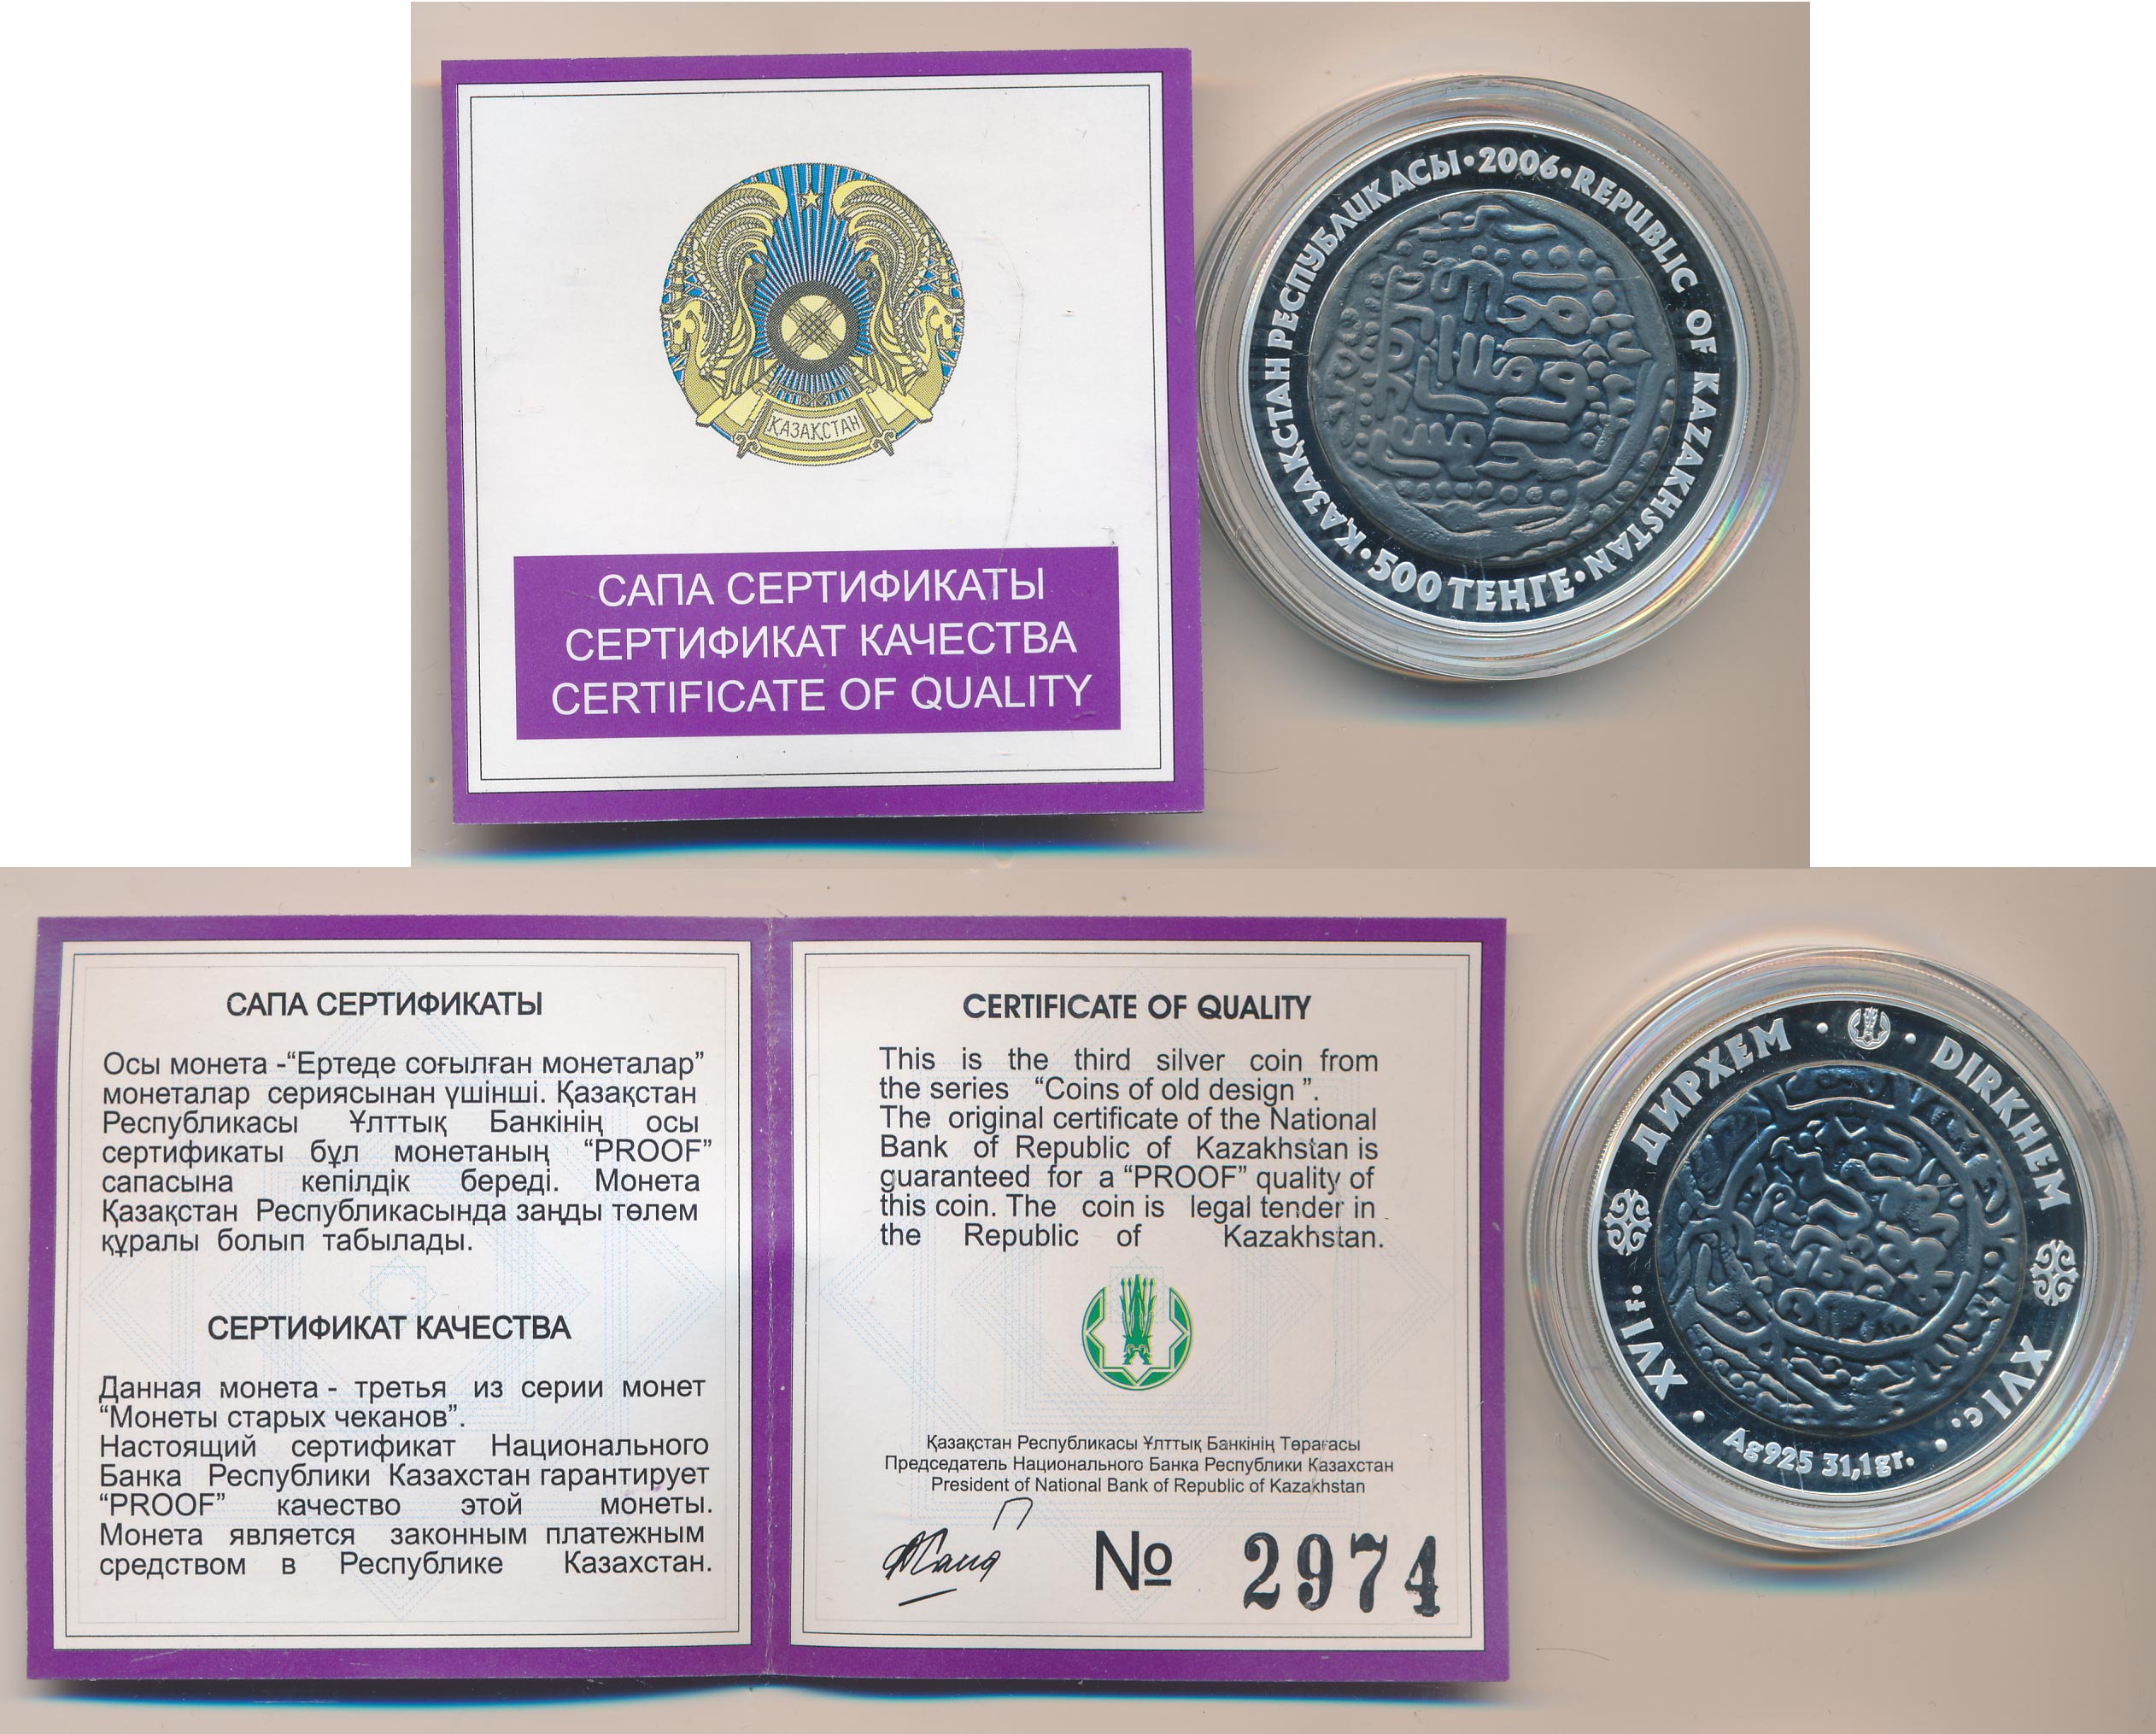 ҚАЗАҚСТАН
САПА СЕРТИФИКАТЫ
СЕРТИФИКАТ КАЧЕСТВА
CERTIFICATE OF QUALITY
ҚАЗАҚСТАН РЕСПУБЛИКАСЫ • 2006 • REPUBLIC OF KAZAKHSTAN
• 500 ТЕҢГЕ •
САПА СЕРТИФИКАТЫ
Осы монета -“Ертеде соғылған монеталар”
монеталар сериясынан үшінші. Қазақстан
Республикасы Ұлттық Банкінің осы
сертификаты бұл монетаның “PROOF”
сапасына кепілдік береді. Монета
Қазақстан Республикасында заңды төлем
құралы болып табылады.
СЕРТИФИКАТ КАЧЕСТВА
Данная монета - третья из серии монет
“Монеты старых чеканов”.
Настоящий сертификат Национального
Банка Республики Казахстан гарантирует
“PROOF” качество этой монеты.
Монета является законным платежным
средством в Республике Казахстан.
CERTIFICATE OF QUALITY
This is the third silver coin from
the series “Coins of old design ”.
The original certificate of the National
Bank of Republic of Kazakhstan is
guaranteed for a “PROOF” quality of
this coin. The coin is legal tender in
the Republic of Kazakhstan.
Қазақстан Республикасы Ұлттық Банкінің Төрағасы
Председатель Национального Банка Республики Казахстан
President of National Bank of Republic of Kazakhstan
№ 2974
ДИРХЕМ • • DIRKHEM
XVI ғ. XVI с.
• Ag 925 31,1 gr. •